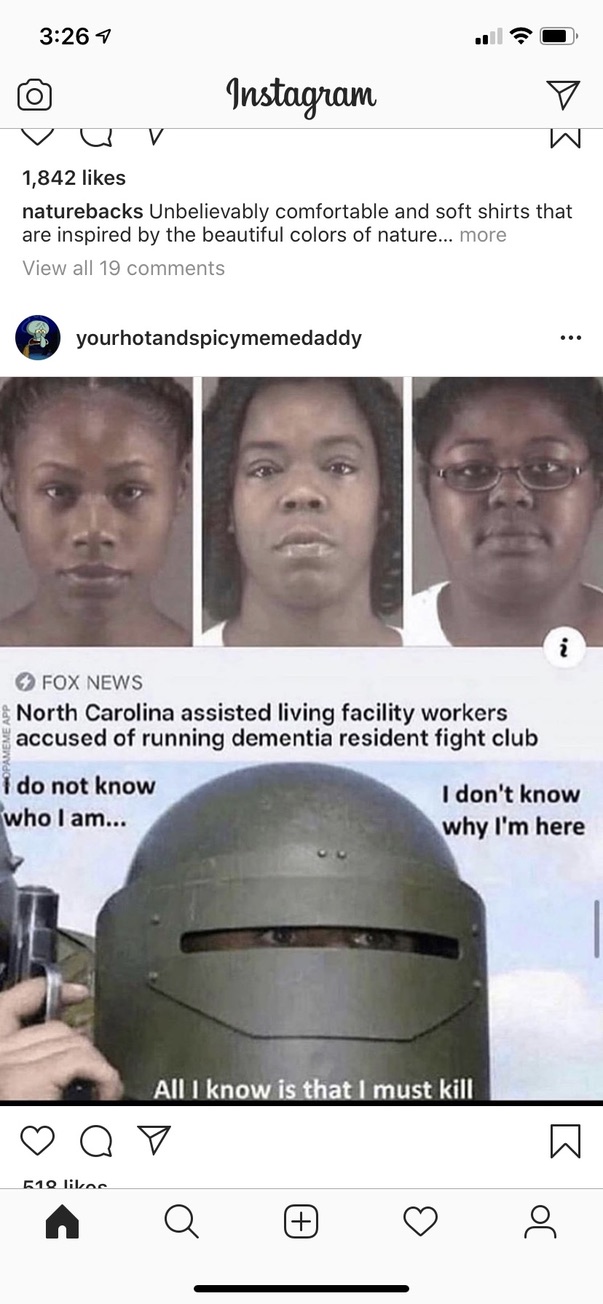 3:26
Instagram
1,842 likes
naturebacks Unbelievably comfortable and soft shirts that
are inspired by the beautiful colors of nature... more
View all 19 comments
yourhotandspicymemedaddy
i
FOX NEWS
North Carolina assisted living facility workers
accused of running dementia resident fight club
I do not know
who I am...
I don't know
why I'm here
All I know is that I must kill
518 likes